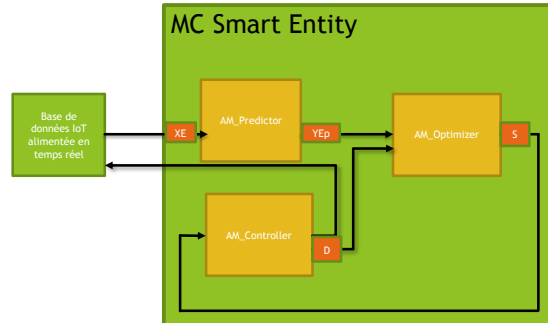 MC Smart Entity
Base de
données IoT
alimentée en
temps réel
XE
AM_Predictor
YEp
AM_Optimizer
S
AM_Controller
D